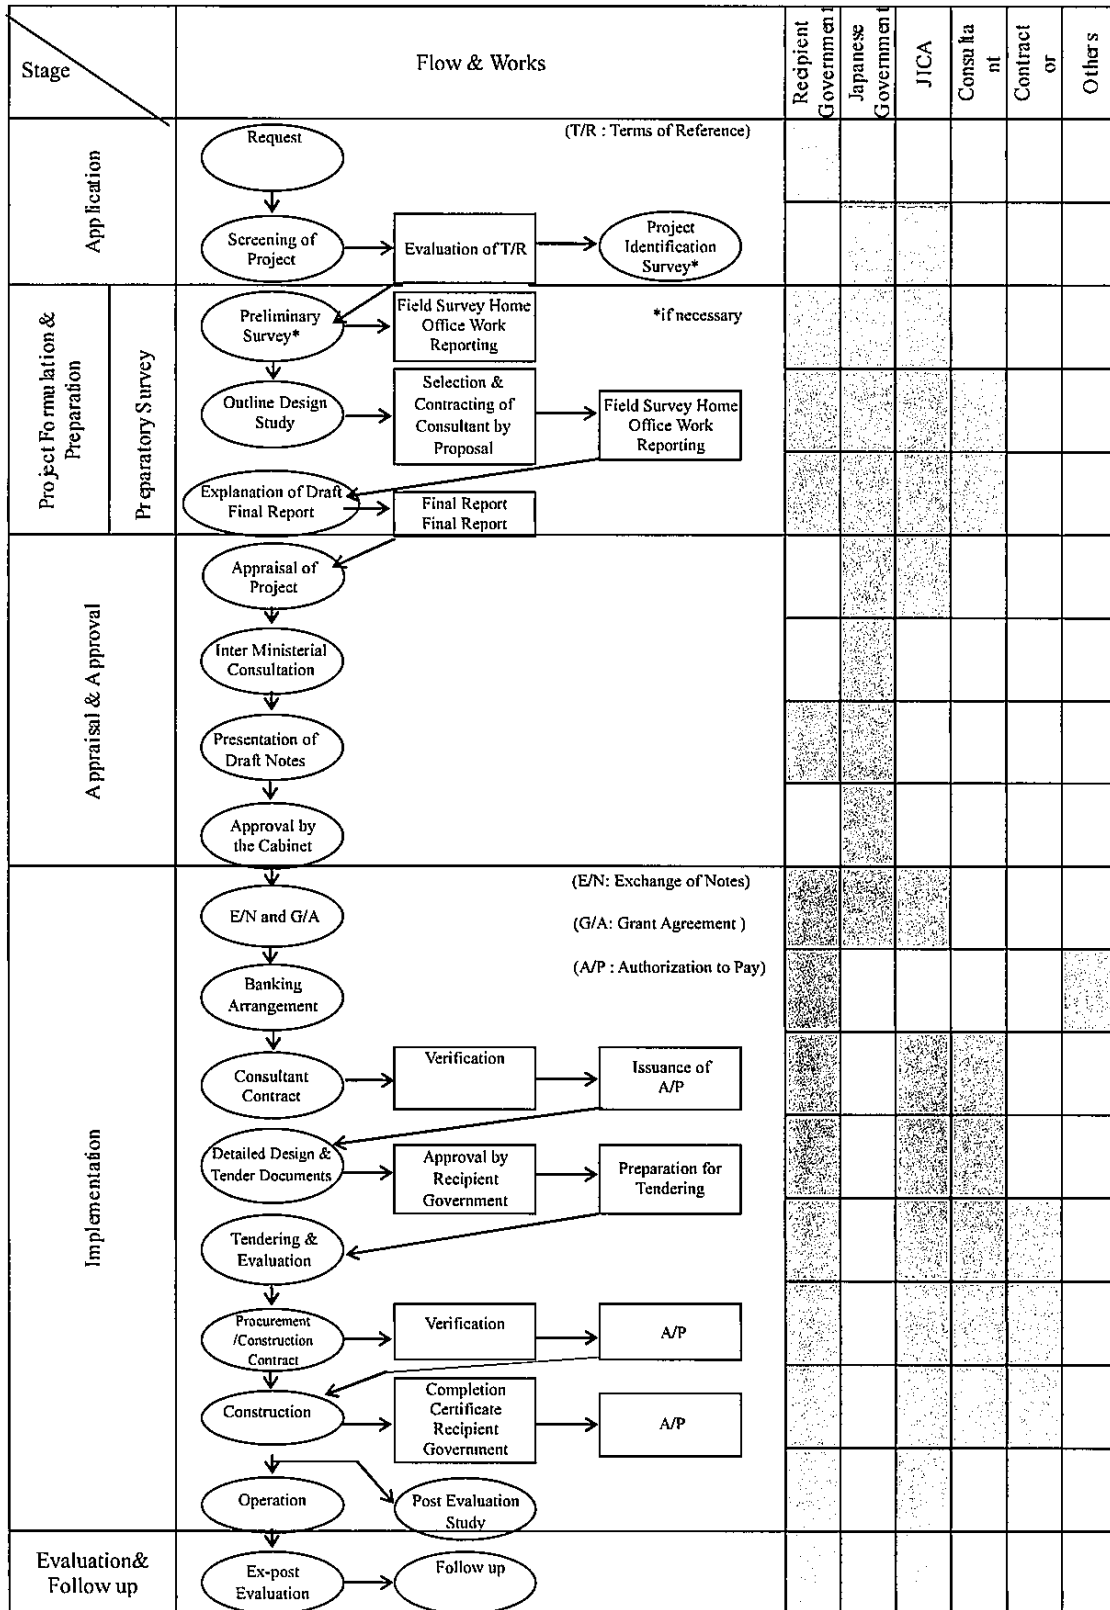 Stage
Flow & Works
Recipient
Government
Japanese
Government
JICA
Consulta
nt
Contract
or
Others
Application
Request
(T/R : Terms of Reference)
Screening of
Project
Evaluation of T/R
Project
Identification
Survey*
Project Formulation &
Preparation
Preparatory Survey
Preliminary
Survey*
Field Survey Home
Office Work
Reporting
*if necessary
Outline Design
Study
Selection &
Contracting of
Consultant by
Proposal
Field Survey Home
Office Work
Reporting
Explanation of Draft
Final Report
Final Report
Final Report
Appraisal & Approval
Appraisal of
Project
Inter Ministerial
Consultation
Presentation of
Draft Notes
Approval by
the Cabinet
Implementation
E/N and G/A
(E/N: Exchange of Notes)
(G/A: Grant Agreement )
(A/P : Authorization to Pay)
Banking
Arrangement
Consultant
Contract
Verification
Issuance of
A/P
Detailed Design &
Tender Documents
Approval by
Recipient
Government
Preparation for
Tendering
Tendering &
Evaluation
Procurement
/Construction
Contract
Verification
A/P
Construction
Completion
Certificate
Recipient
Government
A/P
Operation
Post Evaluation
Study
Evaluation&
Follow up
Ex-post
Evaluation
Follow up